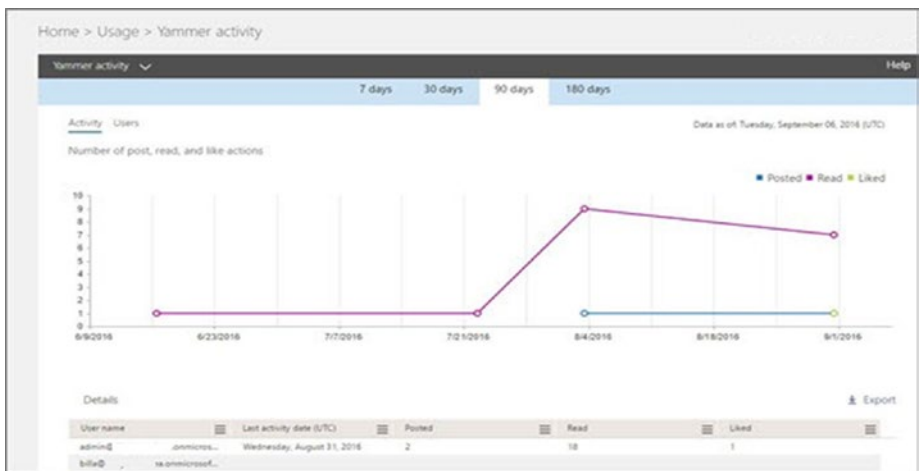 Home > Usage > Yammer activity
Yammer activity Help
7 days 30 days 90 days 180 days
Activity Users Data as of: Tuesday, September 06, 2016 (UTC)
Number of post, read, and like actions
Posted Read Liked
10
9
8
7
6
5
4
3
2
1
0
6/9/2016 6/23/2016 7/7/2016 7/21/2016 8/4/2016 8/18/2016 9/1/2016
Details Export
User name Last activity date (UTC) Posted Read Liked
admin@ .onmicros... Wednesday, August 31, 2016 2 18 1
billa@ .onmicrosof...